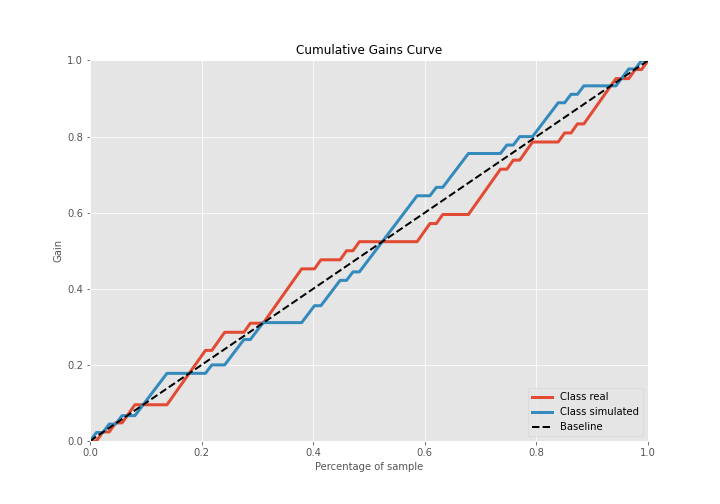 Cumulative Gains Curve
1.0
0.8
0.6
0.4
0.2
0.0
Gain
0.0 0.2 0.4 0.6 0.8 1.0
Percentage of sample
Class real
Class simulated
Baseline